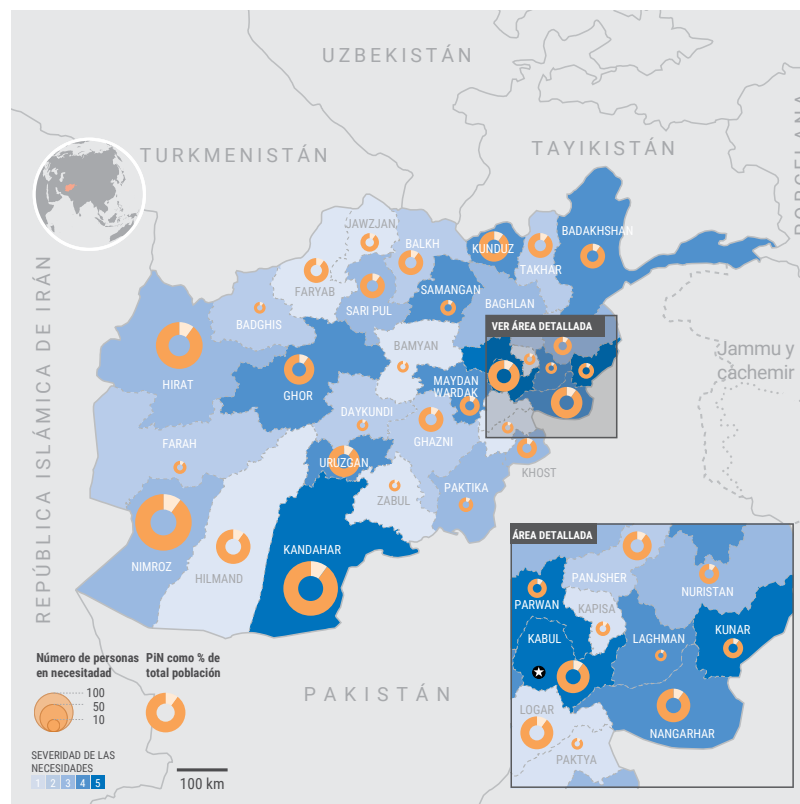 UZBEKISTÁN
TURKMENISTÁN
TAYIKISTÁN
REPÚBLICA ISLÁMICA DE IRÁN
PAKISTÁN
Jammu y
cachemir
JAWZJAN
BALKH
KUNDUZ
BADAKHSHAN
TAKHAR
FARYAB
SARI PUL
SAMANGAN
BAGHLAN
BADGHIS
VER ÁREA DETALLADA
BAMYAN
HIRAT
GHOR
MAYDAN
WARDAK
DAYKUNDI
GHAZNI
FARAH
URUZGAN
KHOST
PAKTIKA
ZABUL
KANDAHAR
NIMROZ
HILMAND
ÁREA DETALLADA
PANJSHER
NURISTAN
PARWAN
KAPISA
KABUL
LAGHMAN
KUNAR
LOGAR
NANGARHAR
PAKTYA
Número de personas
en necesitadad
100
50
10
PiN como % de
total población
SEVERIDAD DE LAS
NECESIDADES
1 2 3 4 5
100 km